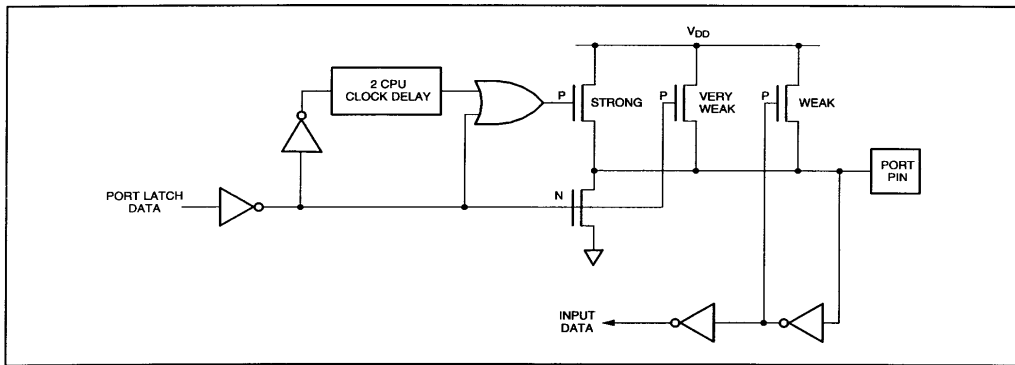 VDD
2 CPU
CLOCK DELAY
P
STRONG
P
VERY
WEAK
P
WEAK
PORT
PIN
PORT LATCH
DATA
N
INPUT
DATA